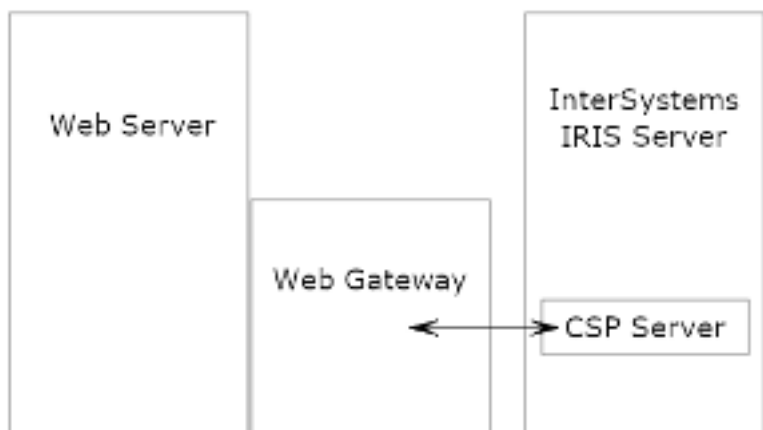 Web Server
InterSystems
IRIS Server
Web Gateway
CSP Server